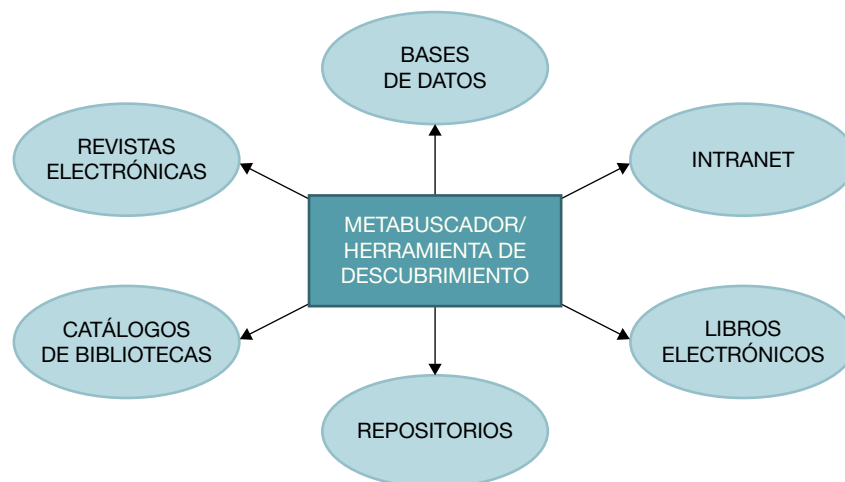 BASES
DE DATOS
REVISTAS
ELECTRÓNICAS
INTRANET
METABUSCADOR/
HERRAMIENTA DE
DESCUBRIMIENTO
CATÁLOGOS
DE BIBLIOTECAS
LIBROS
ELECTRÓNICOS
REPOSITORIOS